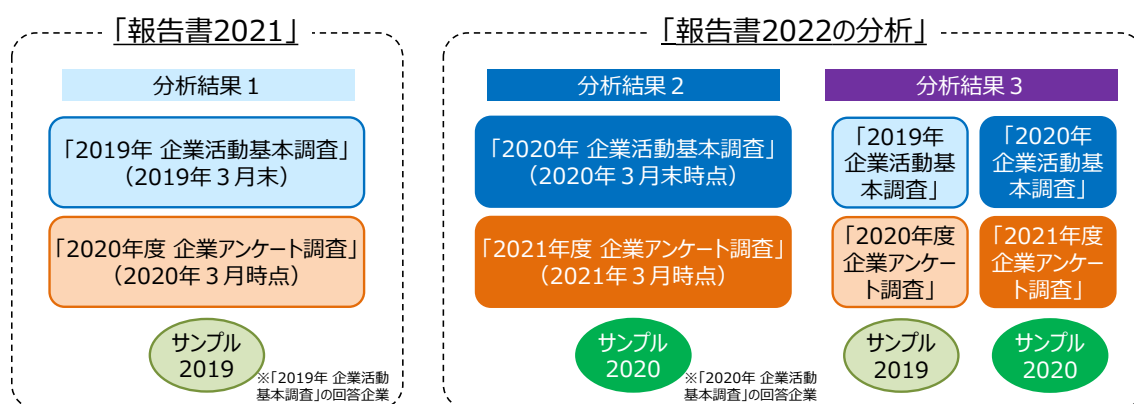 「報告書2021」
分析結果１
「2019年 企業活動基本調査」
（2019年３月末）
「2020年度 企業アンケート調査」
（2020年３月時点）
サンプル
2019
※「2019年 企業活動
基本調査」の回答企業
「報告書2022の分析」
分析結果２
「2020年 企業活動基本調査」
（2020年３月末時点）
「2021年度 企業アンケート調査」
（2021年３月時点）
サンプル
2020
※「2020年 企業活動
基本調査」の回答企業
分析結果３
「2019年
企業活動基
本調査」
「2020年
企業活動基
本調査」
「2020年度
企業アンケー
ト調査」
「2021年度
企業アンケー
ト調査」
サンプル
2019
サンプル
2020